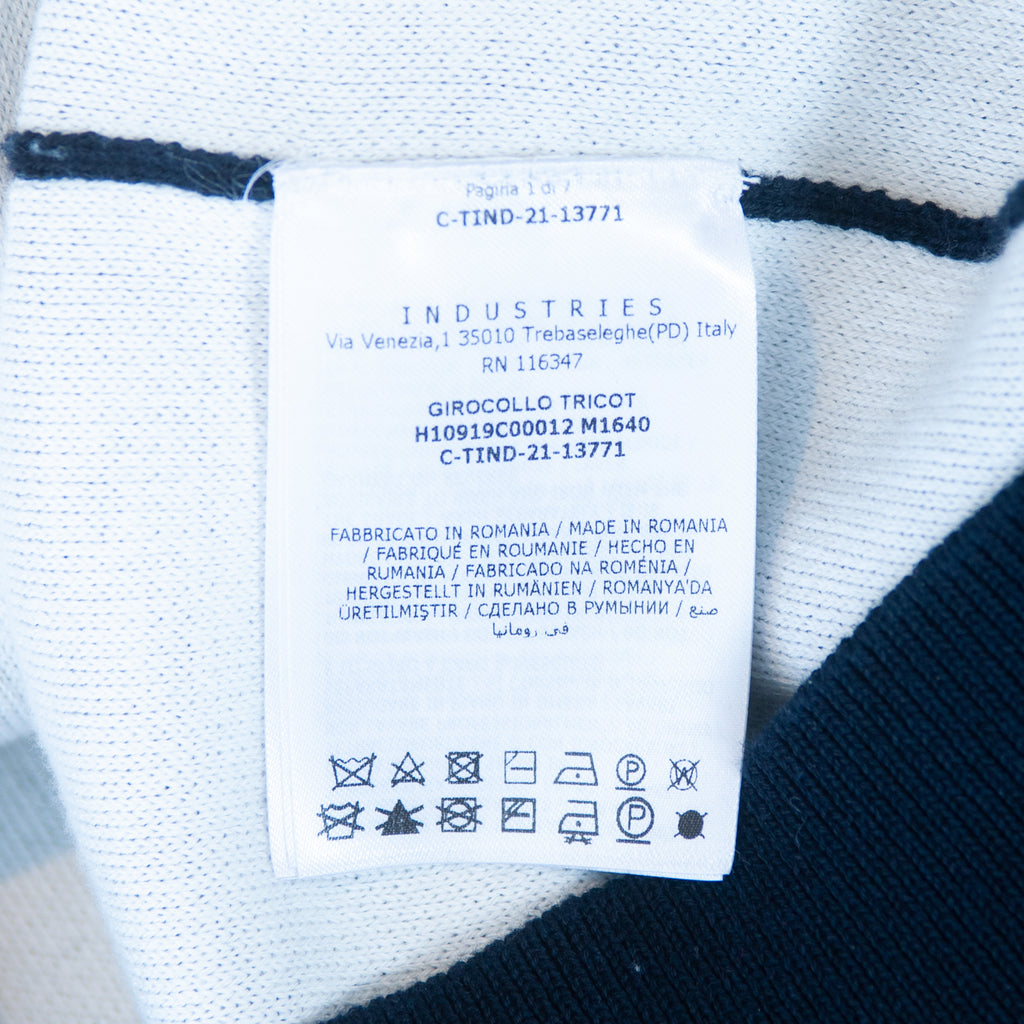 Pagina 1 di 7
C-TIND-21-13771
INDUSTRIES
Via Venezia,1 35010 Trebaseleghe(PD) Italy
RN 116347
GIROCOLLO TRICOT
H10919C00012 M1640
C-TIND-21-13771
FABBRICATO IN ROMANIA / MADE IN ROMANIA
/ FABRIQUÉ EN ROUMANIE / HECHO EN
RUMANIA / FABRICADO NA ROMÉNIA /
HERGESTELLT IN RUMÄNIEN / ROMANYA'DA
ÜRETILMIŞTIR / СДЕЛАНО В РУМЫНИИ / صنع
في رومانيا
P W
P